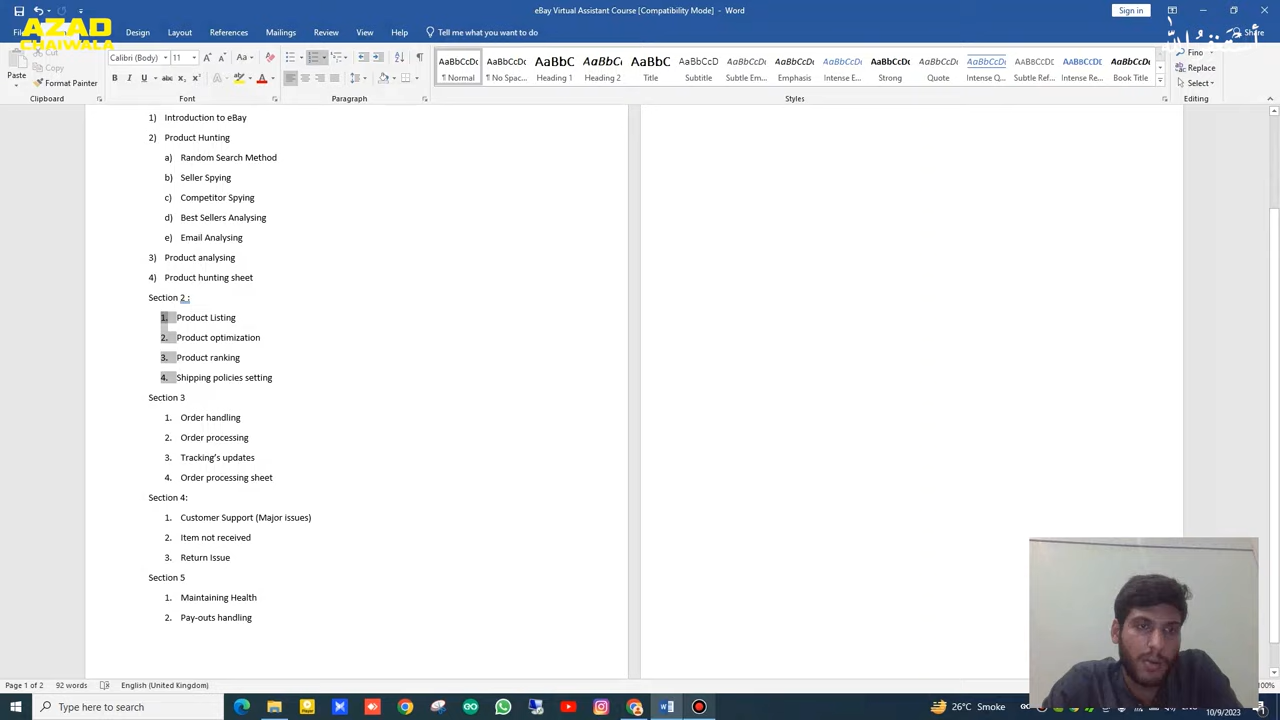 eBay Virtual Assistant Course [Compatibility Mode] - Word
Sign in
AZAD
CHAIWALA
Design
Layout
References
Mailings
Review
View
Help
Tell me what you want to do
Share
Cut
Paste
Format Painter
Clipboard
Calibri (Body)
11
Font
Paragraph
AaBbCcDc AaBbCcDc AaBbC AaBbCc AaBbC AaBbCcD AaBbCcDc AaBbCcDc AaBbCcDc AaBbCcDc AaBbCcDc AaBbCcDc AABBCCDE AABBCCDE AaBbCcDc
¶ Normal
¶ No Spac...
Heading 1
Heading 2
Title
Subtitle
Subtle Em...
Emphasis
Intense E...
Strong
Quote
Intense Q...
Subtle Ref...
Intense Re...
Book Title
Styles
Find
Replace
Select
Editing
1) Introduction to eBay
2) Product Hunting
a) Random Search Method
b) Seller Spying
c) Competitor Spying
d) Best Sellers Analysing
e) Email Analysing
3) Product analysing
4) Product hunting sheet
Section 2 :
1. Product Listing
2. Product optimization
3. Product ranking
4. Shipping policies setting
Section 3
1. Order handling
2. Order processing
3. Tracking's updates
4. Order processing sheet
Section 4:
1. Customer Support (Major issues)
2. Item not received
3. Return Issue
Section 5
1. Maintaining Health
2. Pay-outs handling
Page 1 of 2
92 words
English (United Kingdom)
100%
Type here to search
26°C Smoke
ENG
10/9/2023